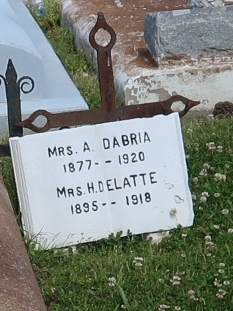 MRS. A. DABRIA
1877-- 1920
MRS. H. DELATTE
1895-- 1918